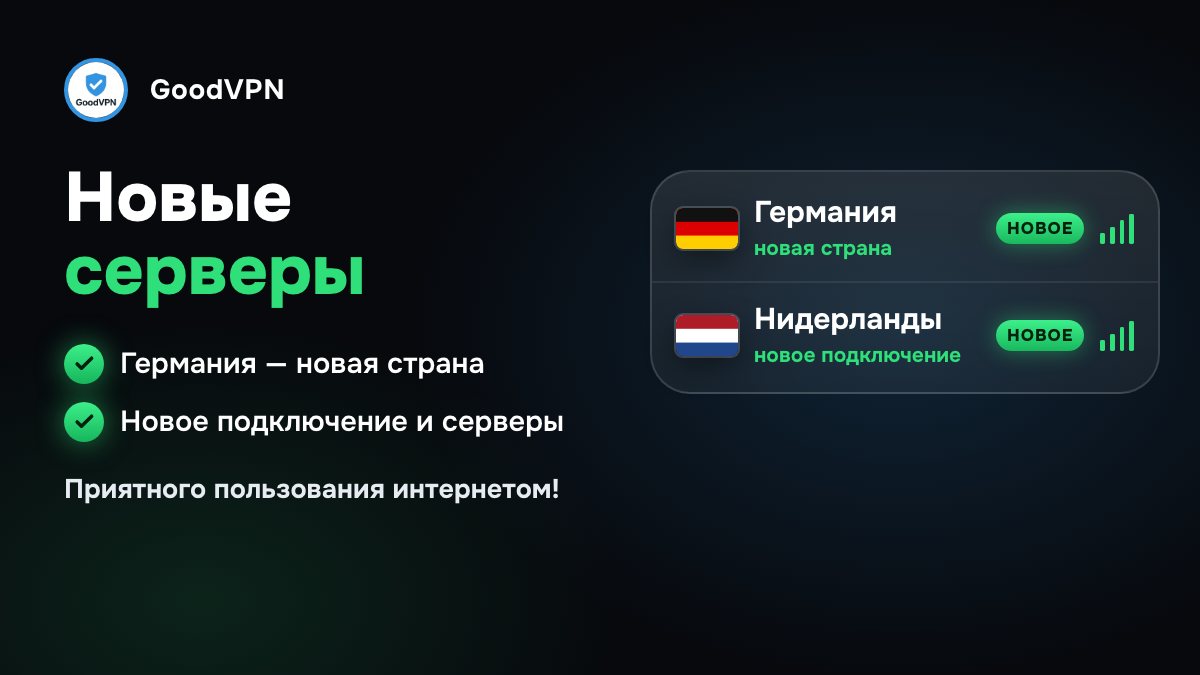 GoodVPN
GoodVPN
Новые
серверы
Германия — новая страна
Новое подключение и серверы
Приятного пользования интернетом!
Германия
новая страна
НОВОЕ
Нидерланды
новое подключение
НОВОЕ